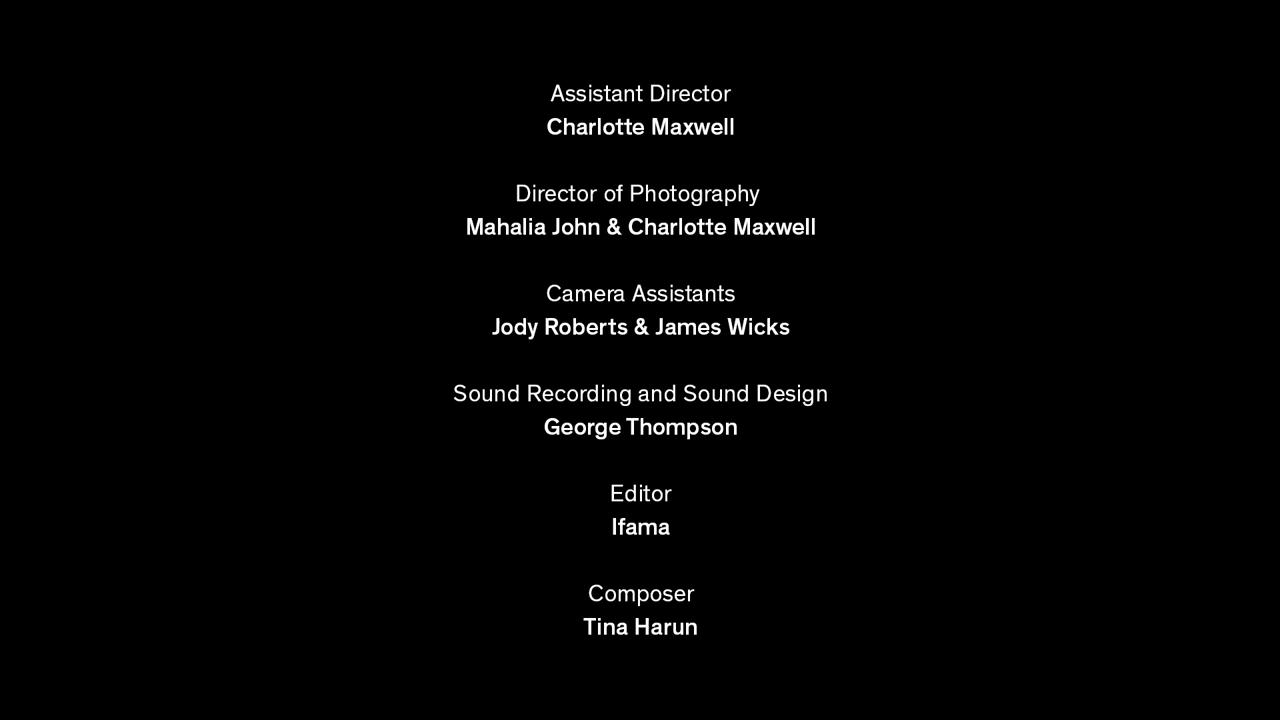 Assistant Director
Charlotte Maxwell
Director of Photography
Mahalia John & Charlotte Maxwell
Camera Assistants
Jody Roberts & James Wicks
Sound Recording and Sound Design
George Thompson
Editor
Ifama
Composer
Tina Harun